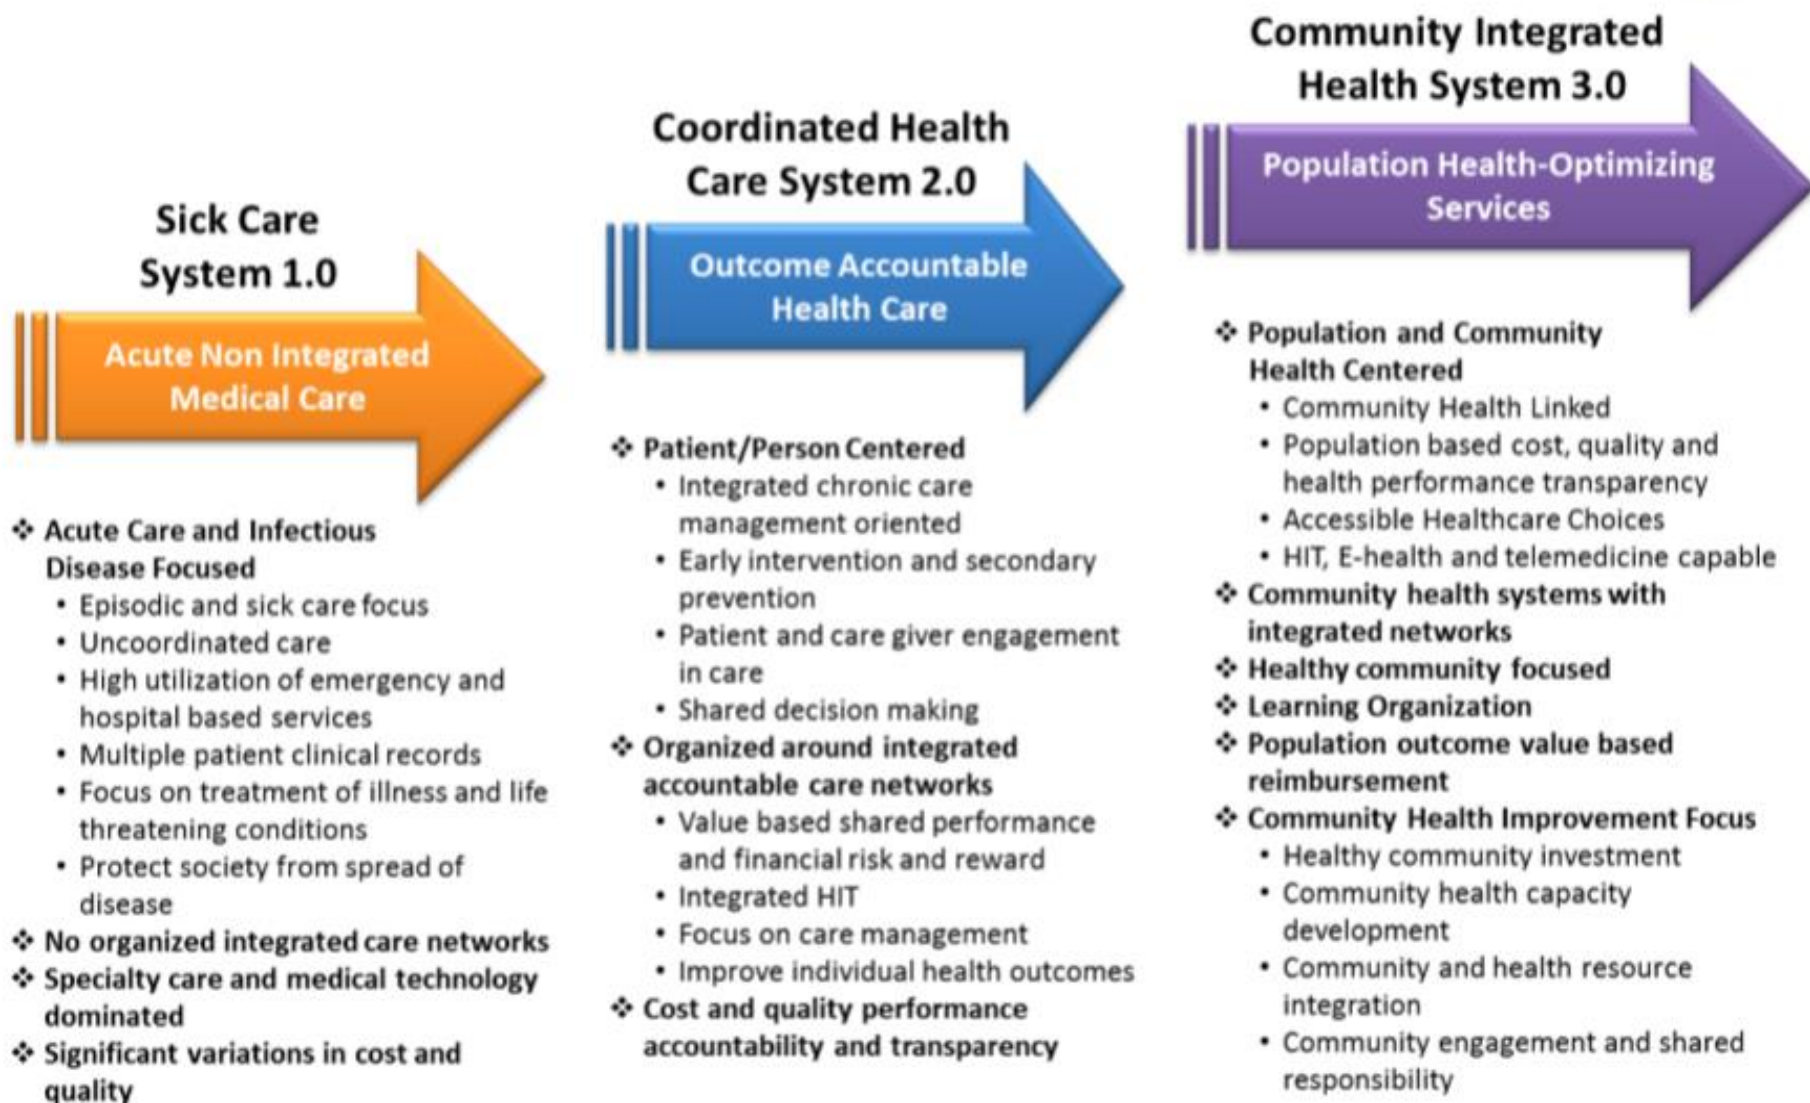 Sick Care
System 1.0
Acute Non Integrated
Medical Care
❖ Acute Care and Infectious
Disease Focused
• Episodic and sick care focus
• Uncoordinated care
• High utilization of emergency and
hospital based services
• Multiple patient clinical records
• Focus on treatment of illness and life
threatening conditions
• Protect society from spread of
disease
❖ No organized integrated care networks
❖ Specialty care and medical technology
dominated
❖ Significant variations in cost and
quality
Coordinated Health
Care System 2.0
Outcome Accountable
Health Care
❖ Patient/Person Centered
• Integrated chronic care
management oriented
• Early intervention and secondary
prevention
• Patient and care giver engagement
in care
• Shared decision making
❖ Organized around integrated
accountable care networks
• Value based shared performance
and financial risk and reward
• Integrated HIT
• Focus on care management
• Improve individual health outcomes
❖ Cost and quality performance
accountability and transparency
Community Integrated
Health System 3.0
Population Health-Optimizing
Services
❖ Population and Community
Health Centered
• Community Health Linked
• Population based cost, quality and
health performance transparency
• Accessible Healthcare Choices
• HIT, E-health and telemedicine capable
❖ Community health systems with
integrated networks
❖ Healthy community focused
❖ Learning Organization
❖ Population outcome value based
reimbursement
❖ Community Health Improvement Focus
• Healthy community investment
• Community health capacity
development
• Community and health resource
integration
• Community engagement and shared
responsibility